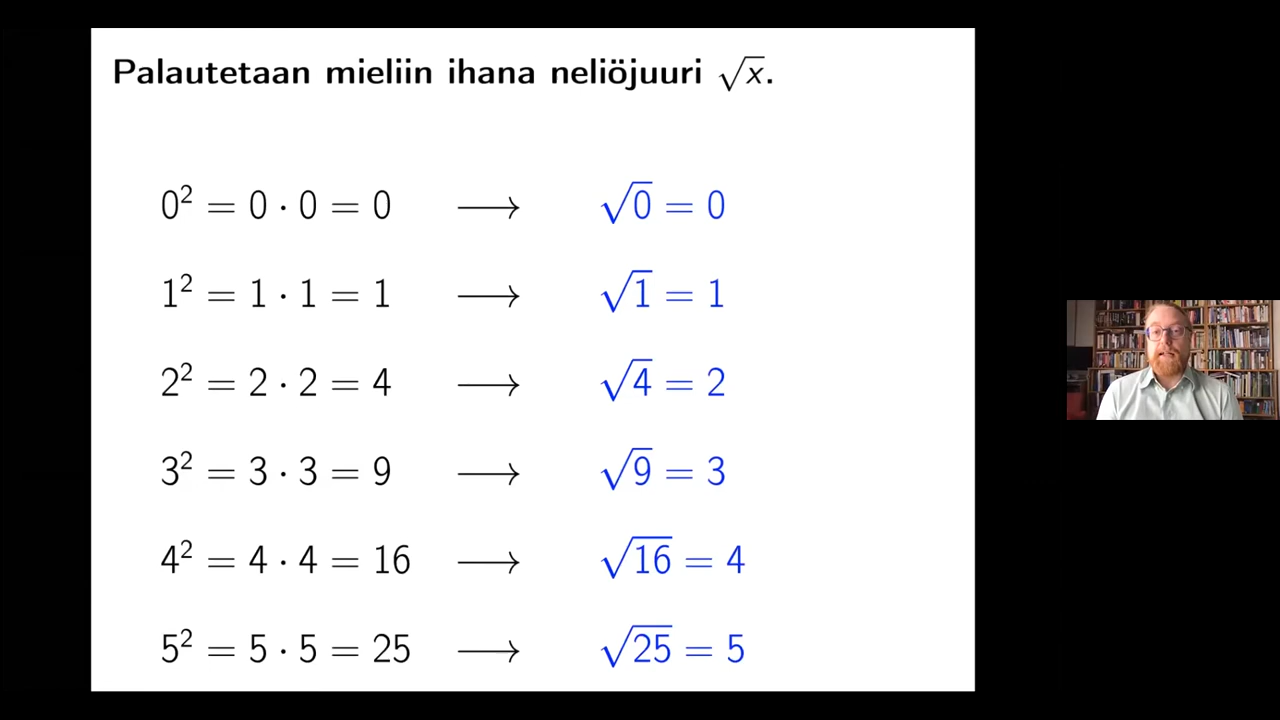 Palautetaan mieliin ihana neliöjuuri √x.
0² = 0 · 0 = 0 ⟶ √0 = 0
1² = 1 · 1 = 1 ⟶ √1 = 1
2² = 2 · 2 = 4 ⟶ √4 = 2
3² = 3 · 3 = 9 ⟶ √9 = 3
4² = 4 · 4 = 16 ⟶ √16 = 4
5² = 5 · 5 = 25 ⟶ √25 = 5